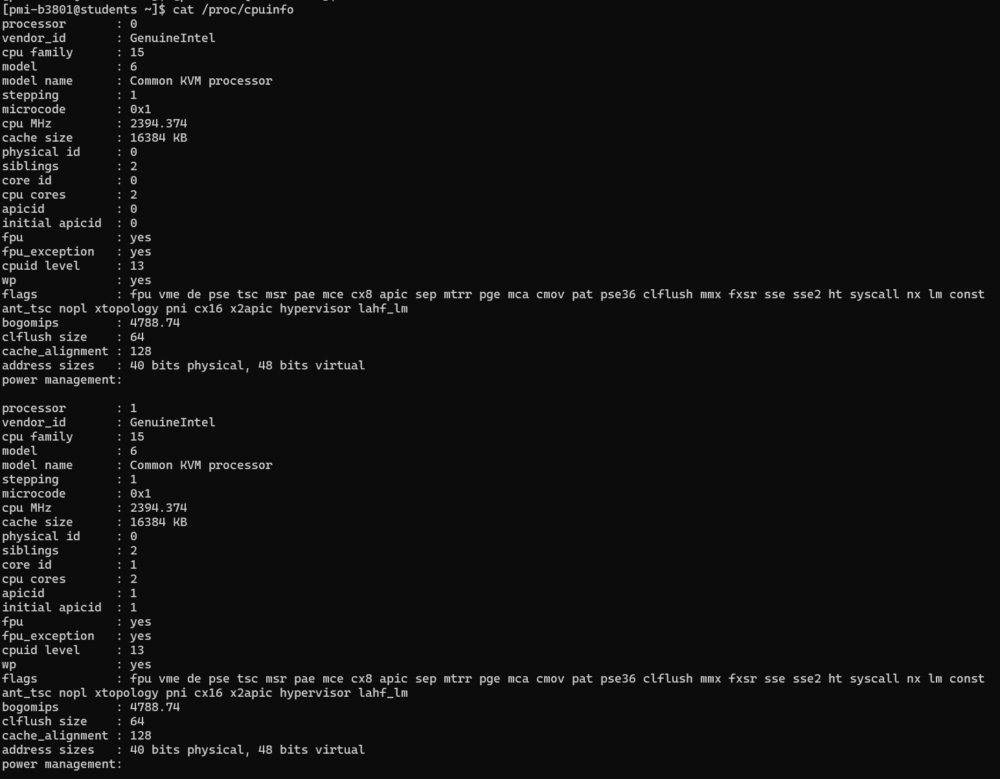 [pmi-b3801@students ~]$ cat /proc/cpuinfo
processor       : 0
vendor_id       : GenuineIntel
cpu family      : 15
model           : 6
model name      : Common KVM processor
stepping        : 1
microcode       : 0x1
cpu MHz         : 2394.374
cache size      : 16384 KB
physical id     : 0
siblings        : 2
core id         : 0
cpu cores       : 2
apicid          : 0
initial apicid  : 0
fpu             : yes
fpu_exception   : yes
cpuid level     : 13
wp              : yes
flags           : fpu vme de pse tsc msr pae mce cx8 apic sep mtrr pge mca cmov pat pse36 clflush mmx fxsr sse sse2 ht syscall nx lm const
ant_tsc nopl xtopology pni cx16 x2apic hypervisor lahf_lm
bogomips        : 4788.74
clflush size    : 64
cache_alignment : 128
address sizes   : 40 bits physical, 48 bits virtual
power management:

processor       : 1
vendor_id       : GenuineIntel
cpu family      : 15
model           : 6
model name      : Common KVM processor
stepping        : 1
microcode       : 0x1
cpu MHz         : 2394.374
cache size      : 16384 KB
physical id     : 0
siblings        : 2
core id         : 1
cpu cores       : 2
apicid          : 1
initial apicid  : 1
fpu             : yes
fpu_exception   : yes
cpuid level     : 13
wp              : yes
flags           : fpu vme de pse tsc msr pae mce cx8 apic sep mtrr pge mca cmov pat pse36 clflush mmx fxsr sse sse2 ht syscall nx lm const
ant_tsc nopl xtopology pni cx16 x2apic hypervisor lahf_lm
bogomips        : 4788.74
clflush size    : 64
cache_alignment : 128
address sizes   : 40 bits physical, 48 bits virtual
power management: